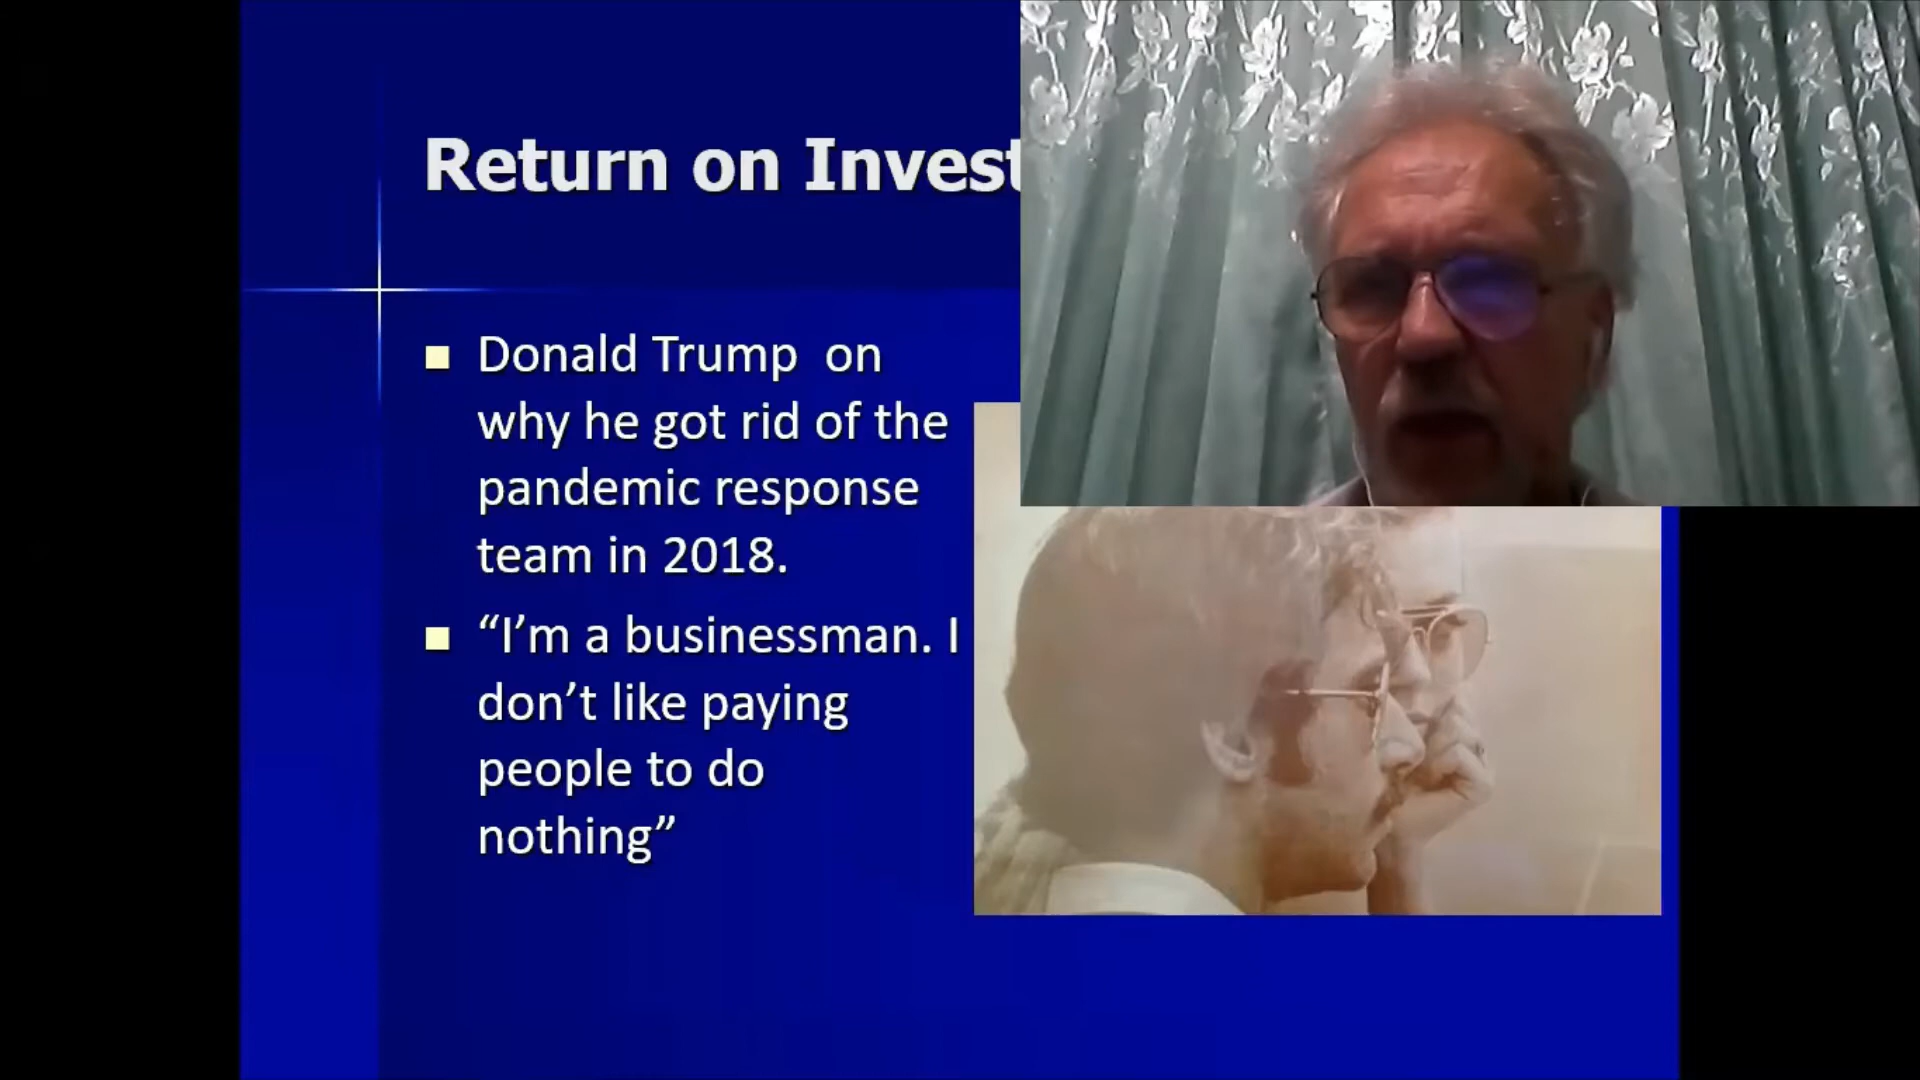 Return on Invest
Donald Trump on
why he got rid of the
pandemic response
team in 2018.
“I’m a businessman. I
don’t like paying
people to do
nothing”